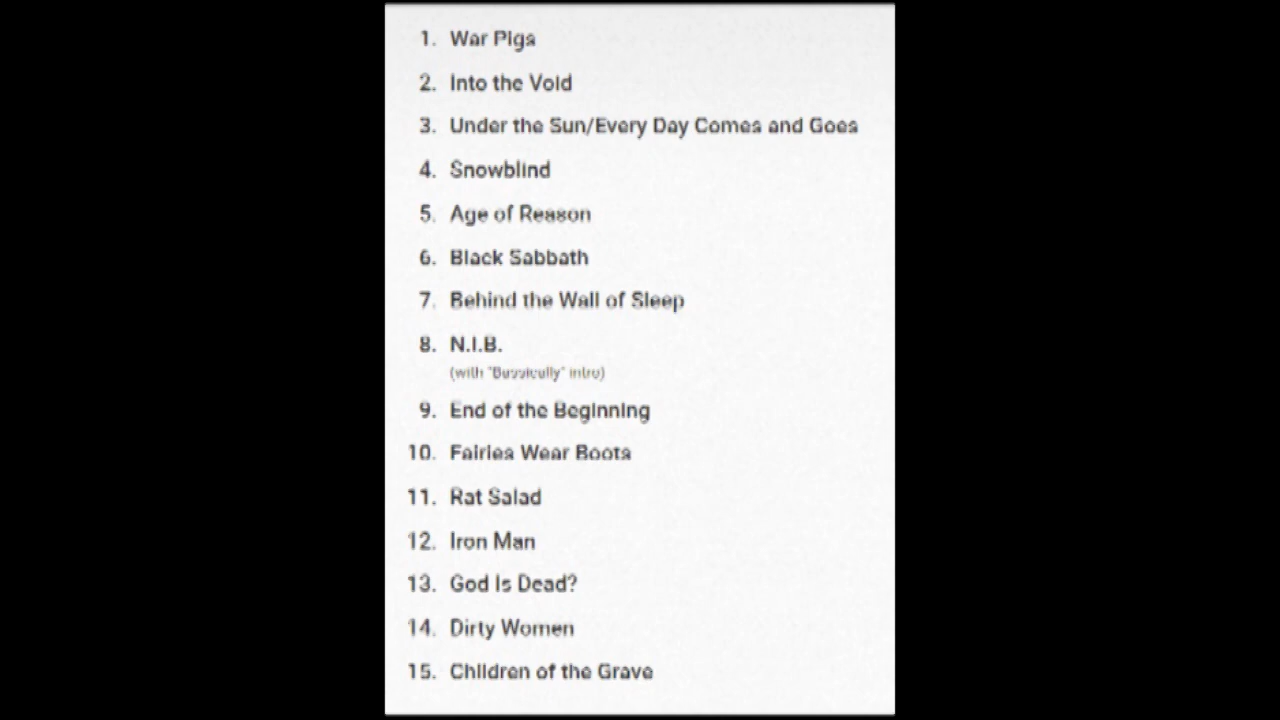 1. War Pigs
2. Into the Void
3. Under the Sun/Every Day Comes and Goes
4. Snowblind
5. Age of Reason
6. Black Sabbath
7. Behind the Wall of Sleep
8. N.I.B.
(with "Bassically" intro)
9. End of the Beginning
10. Fairies Wear Boots
11. Rat Salad
12. Iron Man
13. God Is Dead?
14. Dirty Women
15. Children of the Grave